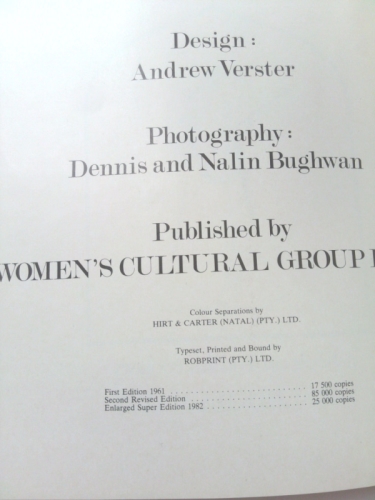 Design :
Andrew Verster
Photography :
Dennis and Nalin Bughwan
Published by
WOMEN'S CULTURAL GROUP
Colour Separations by
HIRT & CARTER (NATAL) (PTY.) LTD.
Typeset, Printed and Bound by
ROBPRINT (PTY.) LTD.
First Edition 1961 . . . . . . . . . . . . . . . . . . . . . . . . 17 500 copies
Second Revised Edition . . . . . . . . . . . . . . . . . . . . 85 000 copies
Enlarged Super Edition 1982 . . . . . . . . . . . . . . . . . 25 000 copies